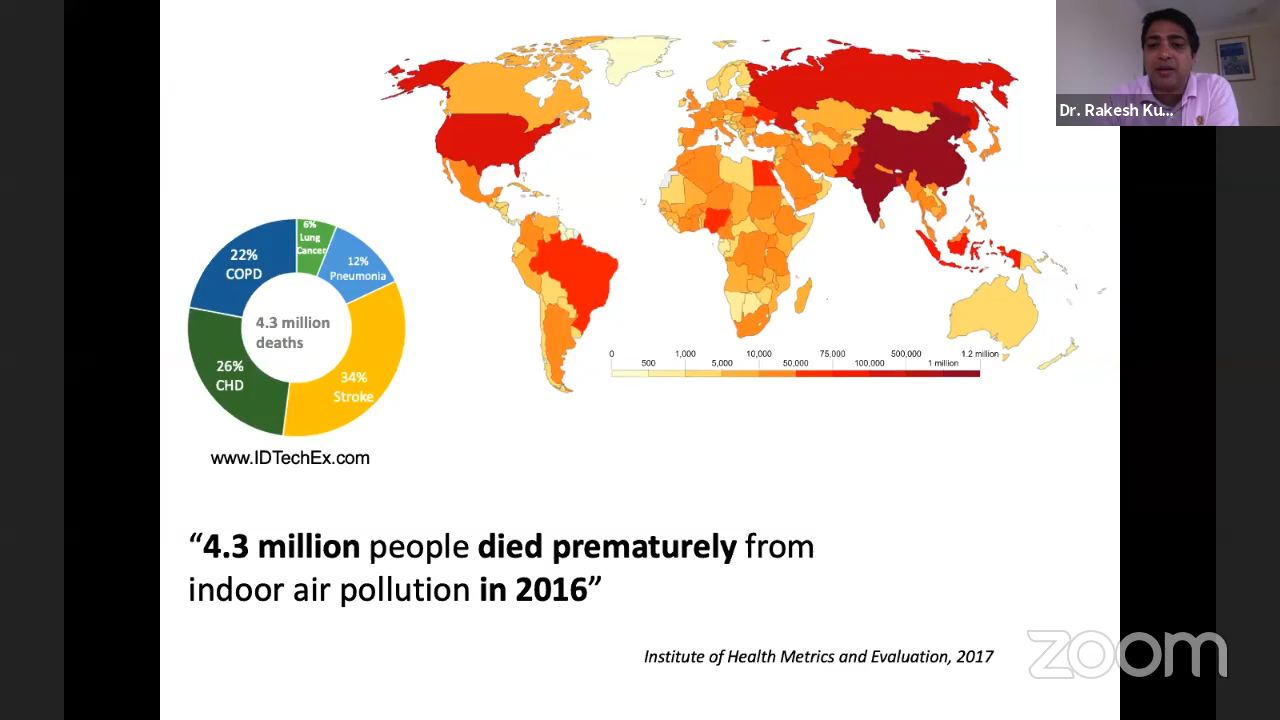 Dr. Rakesh Ku...
6%
Lung
Cancer
22%
COPD
12%
Pneumonia
4.3 million
deaths
26%
CHD
34%
Stroke
www.IDTechEx.com
0 1,000 10,000 75,000 500,000 1.2 million
500 5,000 50,000 100,000 1 million
“4.3 million people died prematurely from
indoor air pollution in 2016”
Institute of Health Metrics and Evaluation, 2017
zoom